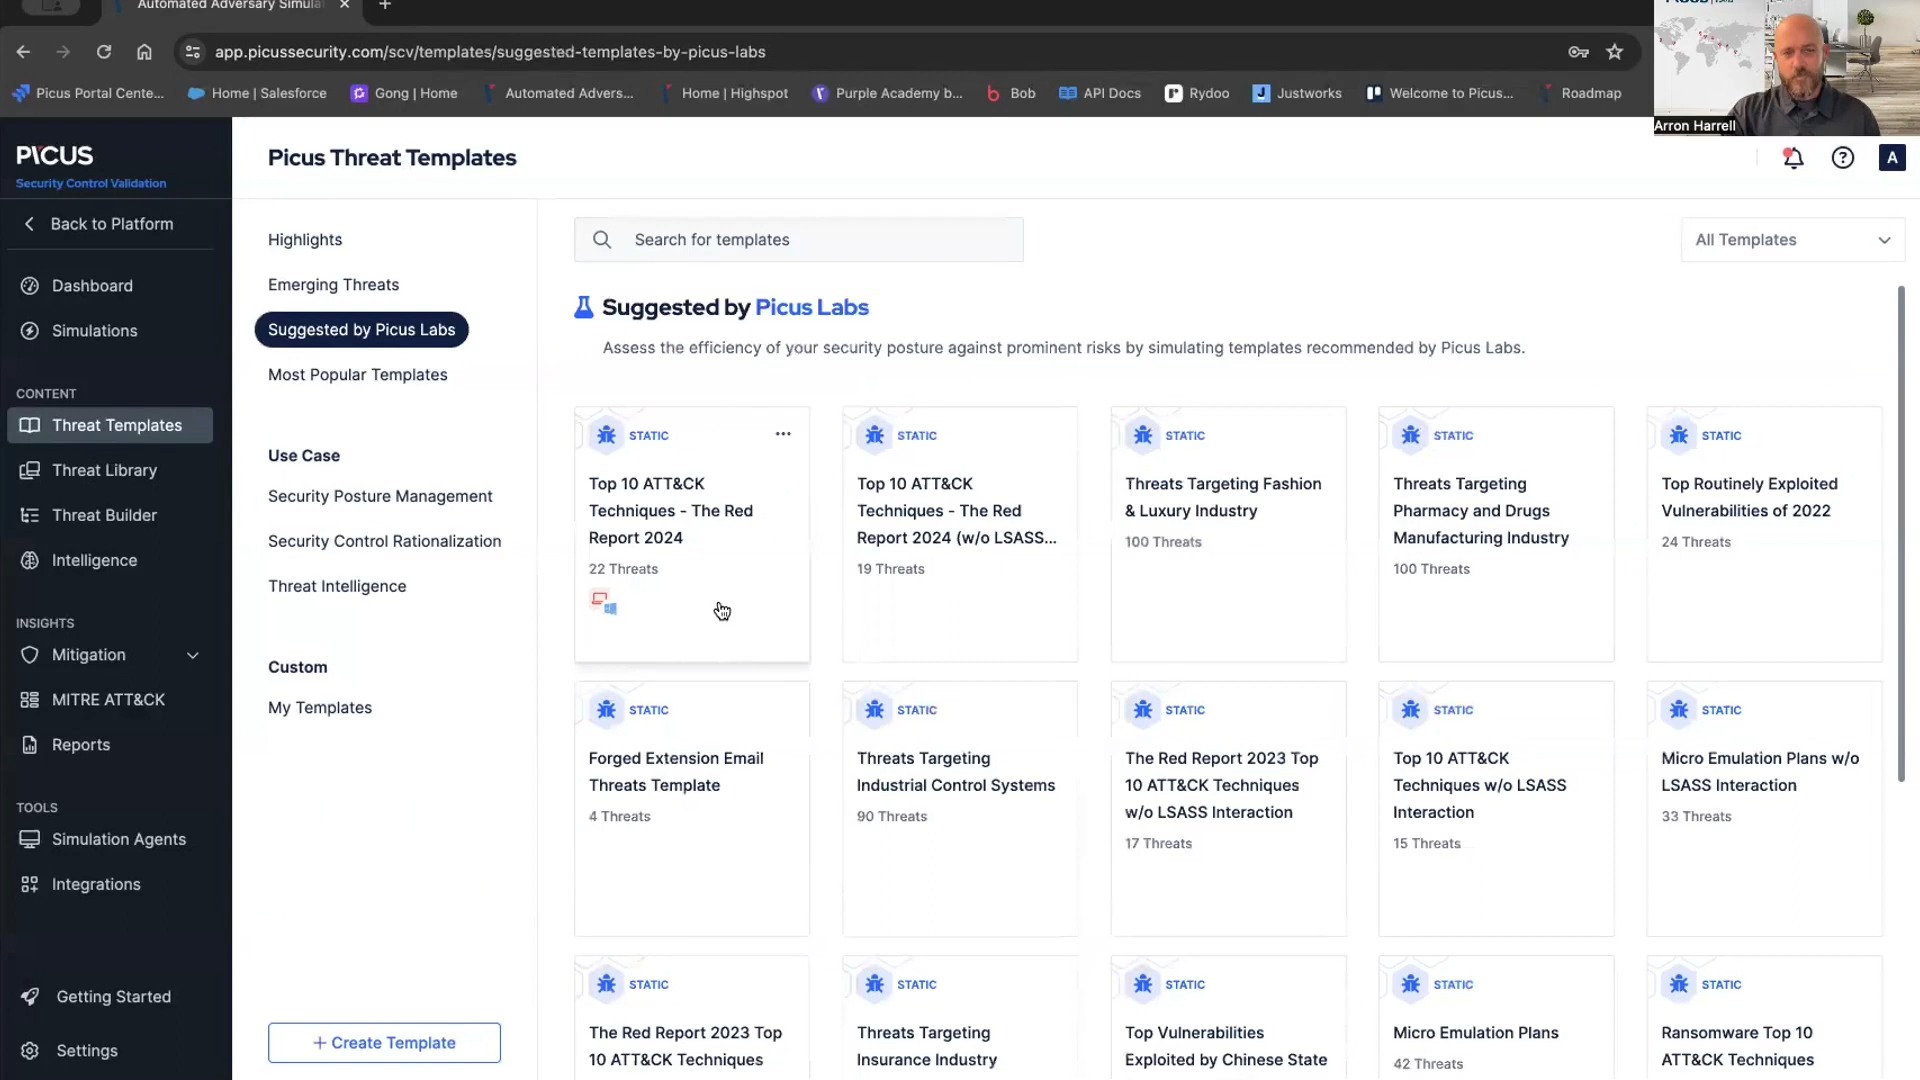 Automated Adversary Simula
app.picussecurity.com/scv/templates/suggested-templates-by-picus-labs
Picus Portal Cente...
Home | Salesforce
Gong | Home
Automated Advers...
Home | Highspot
Purple Academy b...
Bob
API Docs
Rydoo
Justworks
Welcome to Picus...
Roadmap
Arron Harrell
PICUS
Security Control Validation
Back to Platform
Dashboard
Simulations
CONTENT
Threat Templates
Threat Library
Threat Builder
Intelligence
INSIGHTS
Mitigation
MITRE ATT&CK
Reports
TOOLS
Simulation Agents
Integrations
Getting Started
Settings
Picus Threat Templates
A
Highlights
Emerging Threats
Suggested by Picus Labs
Most Popular Templates
Use Case
Security Posture Management
Security Control Rationalization
Threat Intelligence
Custom
My Templates
+ Create Template
Search for templates
All Templates
Suggested by Picus Labs
Assess the efficiency of your security posture against prominent risks by simulating templates recommended by Picus Labs.
STATIC
Top 10 ATT&CK
Techniques - The Red
Report 2024
22 Threats
STATIC
Top 10 ATT&CK
Techniques - The Red
Report 2024 (w/o LSASS...
19 Threats
STATIC
Threats Targeting Fashion
& Luxury Industry
100 Threats
STATIC
Threats Targeting
Pharmacy and Drugs
Manufacturing Industry
100 Threats
STATIC
Top Routinely Exploited
Vulnerabilities of 2022
24 Threats
STATIC
Forged Extension Email
Threats Template
4 Threats
STATIC
Threats Targeting
Industrial Control Systems
90 Threats
STATIC
The Red Report 2023 Top
10 ATT&CK Techniques
w/o LSASS Interaction
17 Threats
STATIC
Top 10 ATT&CK
Techniques w/o LSASS
Interaction
15 Threats
STATIC
Micro Emulation Plans w/o
LSASS Interaction
33 Threats
STATIC
The Red Report 2023 Top
10 ATT&CK Techniques
STATIC
Threats Targeting
Insurance Industry
STATIC
Top Vulnerabilities
Exploited by Chinese State
STATIC
Micro Emulation Plans
42 Threats
STATIC
Ransomware Top 10
ATT&CK Techniques